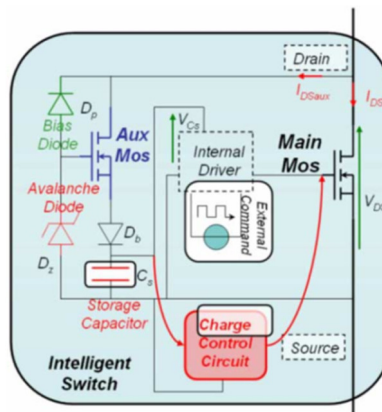 Drain
I_DSaux
I_DS
D_p
Bias
Diode
Aux
Mos
V_Cs
Internal
Driver
Main
Mos
Avalanche
Diode
External
Command
D_b
D_z
C_s
Storage
Capacitor
Charge
Control
Circuit
Source
Intelligent
Switch